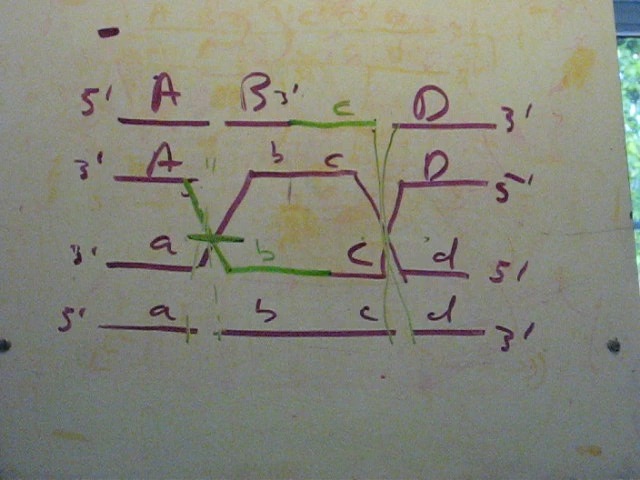 5' A B 3' c D 3'
3' A b c D 5'
3' a b C d 5'
5' a b c d 3'